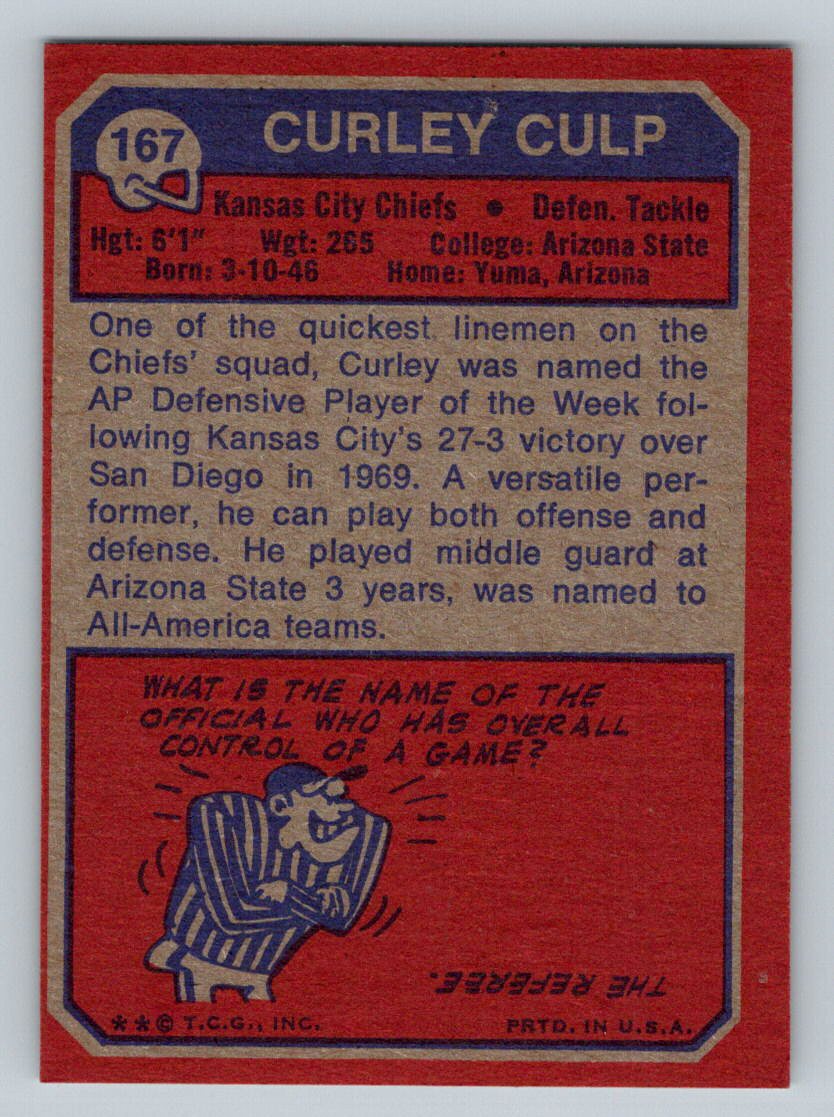 167
CURLEY CULP
Kansas City Chiefs • Defen. Tackle
Hgt: 6'1" Wgt: 265 College: Arizona State
Born: 3-10-46 Home: Yuma, Arizona
One of the quickest linemen on the
Chiefs' squad, Curley was named the
AP Defensive Player of the Week fol-
lowing Kansas City's 27-3 victory over
San Diego in 1969. A versatile per-
former, he can play both offense and
defense. He played middle guard at
Arizona State 3 years, was named to
All-America teams.
WHAT IS THE NAME OF THE
OFFICIAL WHO HAS OVERALL
CONTROL OF A GAME?
THE REFEREE.
**© T.C.G., INC. PRTD. IN U.S.A.